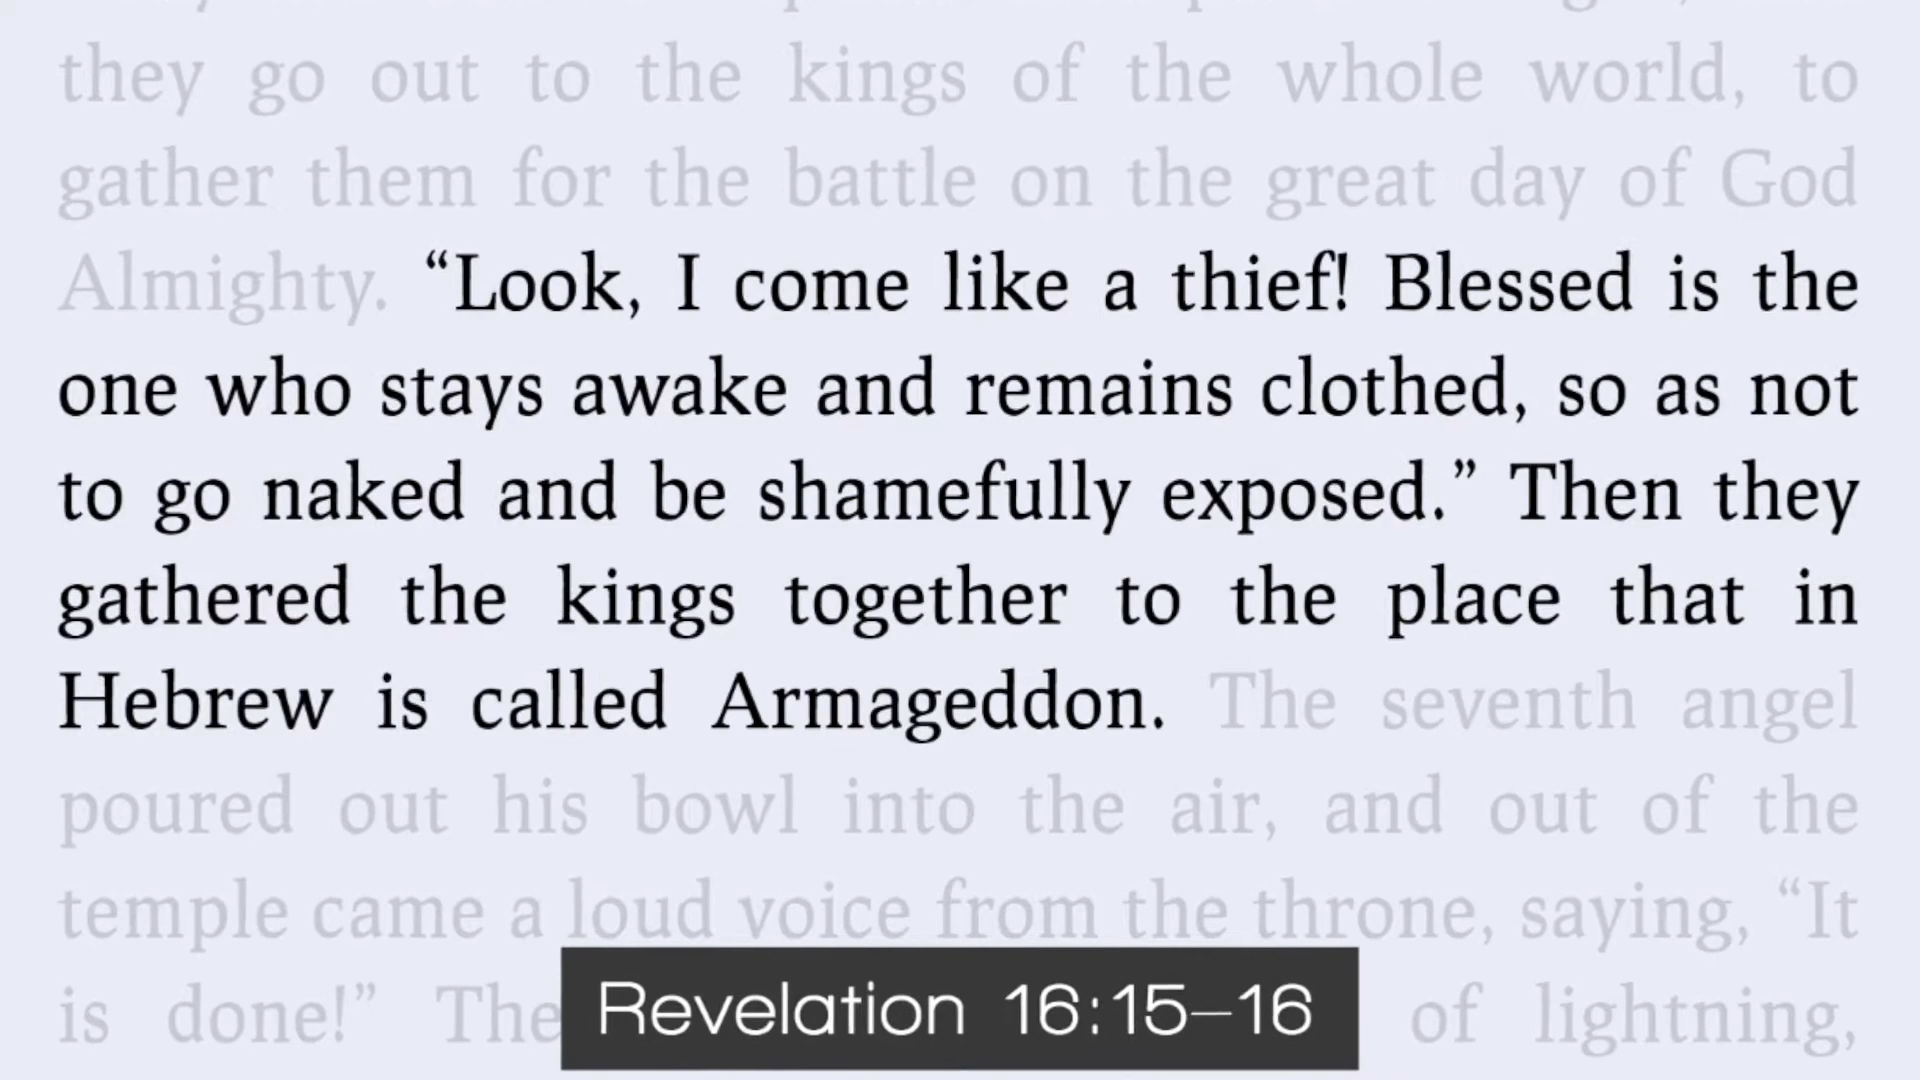 they go out to the kings of the whole world, to
gather them for the battle on the great day of God
Almighty. “Look, I come like a thief! Blessed is the
one who stays awake and remains clothed, so as not
to go naked and be shamefully exposed.” Then they
gathered the kings together to the place that in
Hebrew is called Armageddon. The seventh angel
poured out his bowl into the air, and out of the
temple came a loud voice from the throne, saying, “It
is done!” The of lightning,
Revelation 16:15–16